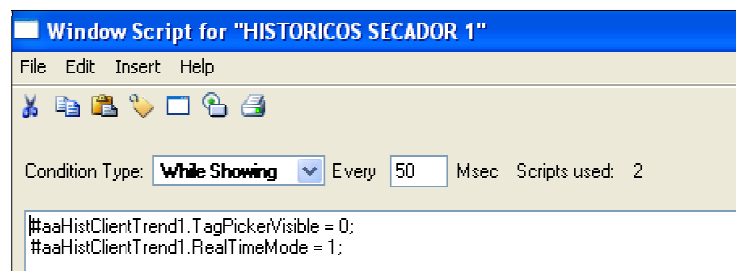 Window Script for "HISTORICOS SECADOR 1"
File Edit Insert Help
Condition Type: While Showing Every 50 Msec Scripts used: 2
#aaHistClientTrend1.TagPickerVisible = 0;
#aaHistClientTrend1.RealTimeMode = 1;